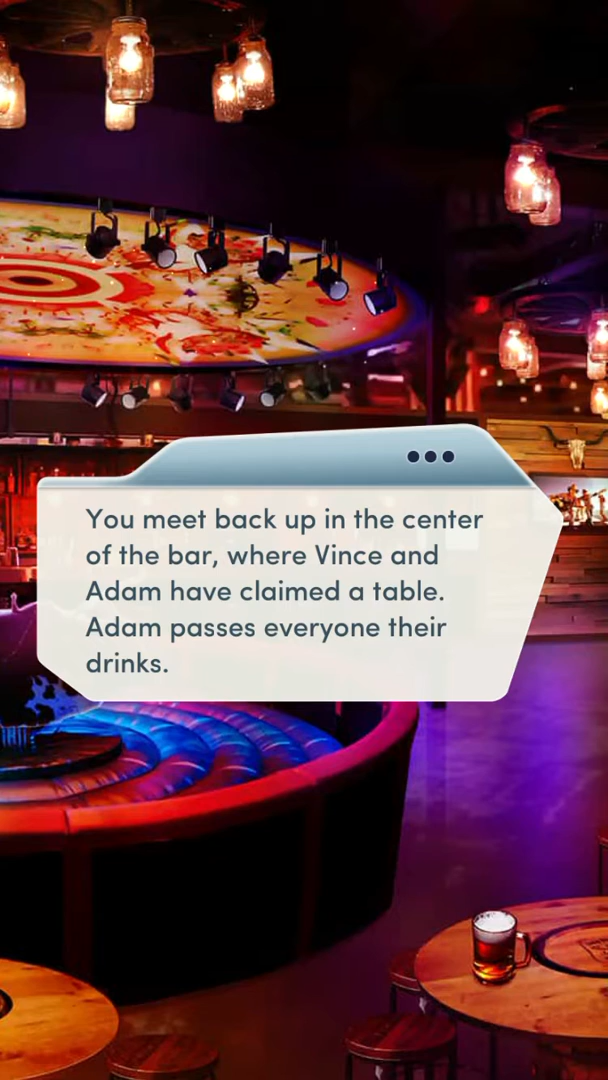 You meet back up in the center
of the bar, where Vince and
Adam have claimed a table.
Adam passes everyone their
drinks.